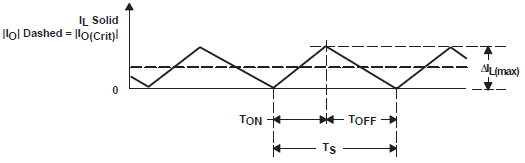 IL Solid
|IO| Dashed = |IO(Crit)|
0
ΔIL(max)
TON
TOFF
TS